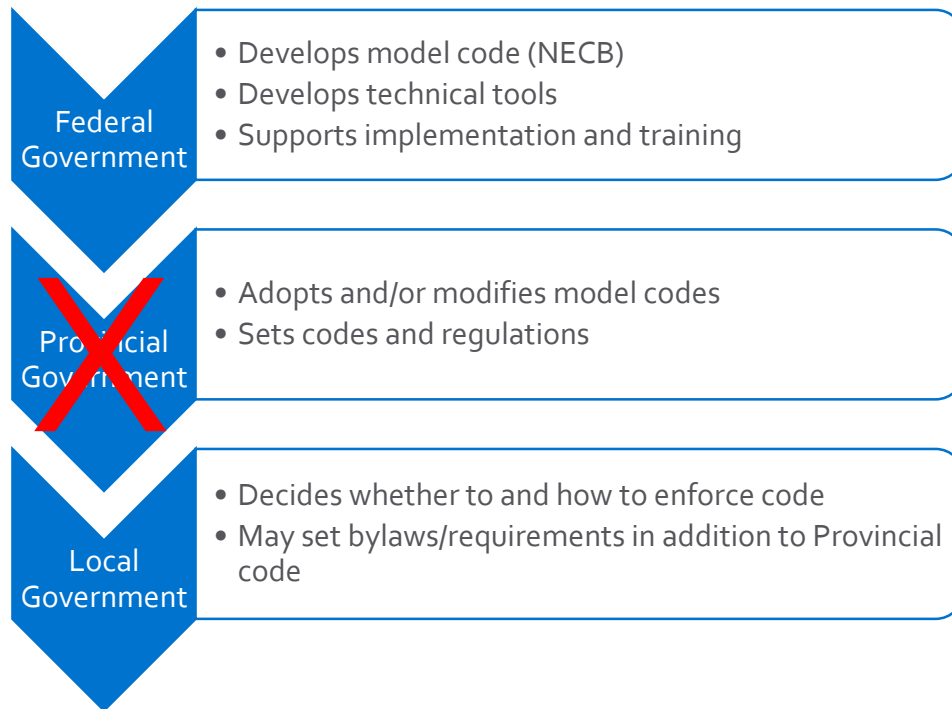 Federal
Government
• Develops model code (NECB)
• Develops technical tools
• Supports implementation and training
Provincial
Government
• Adopts and/or modifies model codes
• Sets codes and regulations
Local
Government
• Decides whether to and how to enforce code
• May set bylaws/requirements in addition to Provincial
code